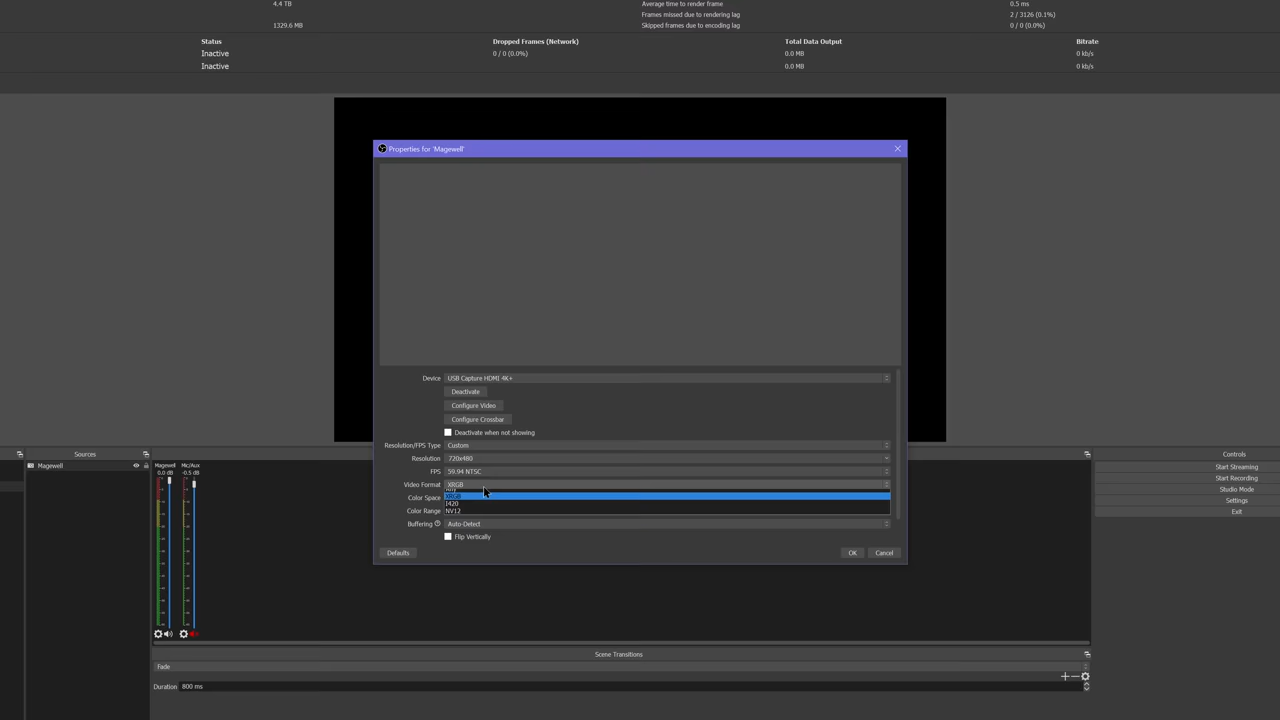 4.4 TB
Average time to render frame
0.5 ms
Frames missed due to rendering lag
2 / 3126 (0.1%)
1329.6 MB
Skipped frames due to encoding lag
0 / 0 (0.0%)
Status
Dropped Frames (Network)
Total Data Output
Bitrate
Inactive
0 / 0 (0.0%)
0.0 MB
0 kb/s
Inactive
0.0 MB
0 kb/s
Properties for 'Magewell'
Device
USB Capture HDMI 4K+
Deactivate
Configure Video
Configure Crossbar
Deactivate when not showing
Resolution/FPS Type
Custom
Resolution
720x480
FPS
59.94 NTSC
Video Format
XRGB
XRGB
Color Space
I420
Color Range
NV12
Buffering
Auto-Detect
Flip Vertically
Defaults
OK
Cancel
Sources
Magewell
Magewell
0.0 dB
Mic/Aux
-0.5 dB
Controls
Start Streaming
Start Recording
Studio Mode
Settings
Exit
Scene Transitions
Fade
Duration
800 ms